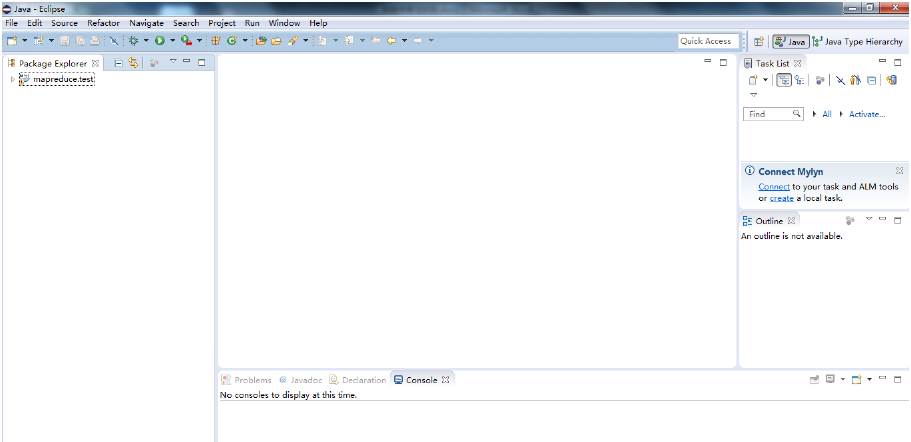 Java - Eclipse
File Edit Source Refactor Navigate Search Project Run Window Help
Quick Access
Java
Java Type Hierarchy
Package Explorer
mapreduce.test
Task List
Find
All
Activate...
Connect Mylyn
Connect to your task and ALM tools
or create a local task.
Outline
An outline is not available.
Problems
@ Javadoc
Declaration
Console
No consoles to display at this time.